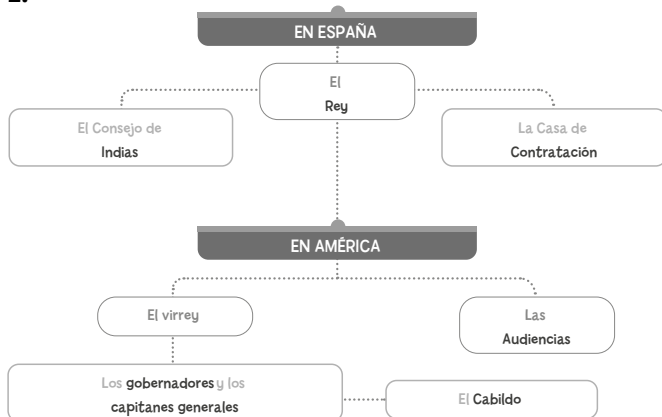 EN ESPAÑA
El
Rey
El Consejo de
Indias
La Casa de
Contratación
EN AMÉRICA
El virrey
Las
Audiencias
Los gobernadores y los
capitanes generales
El Cabildo